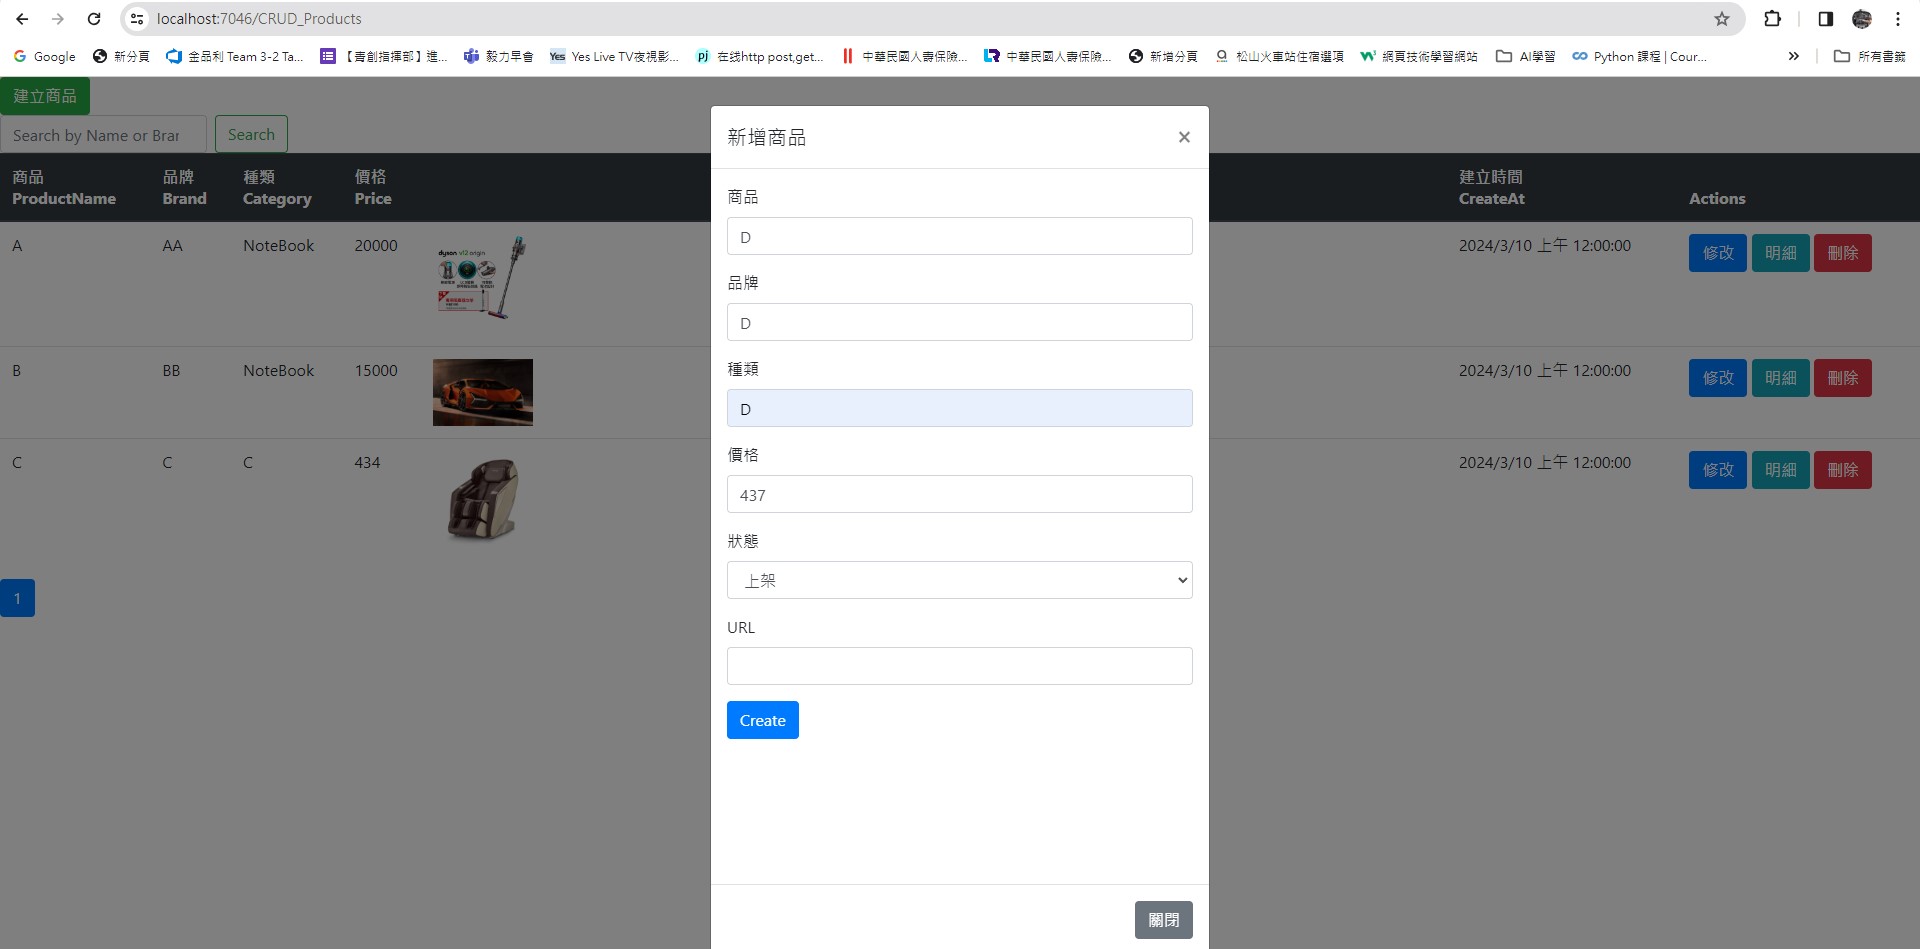 localhost:7046/CRUD_Products
Google
新分頁
金品利 Team 3-2 Ta...
【青創指揮部】進...
毅力早會
Yes
Yes Live TV夜視影...
pj
在线http post,get...
中華民國人壽保險...
中華民國人壽保險...
新增分頁
松山火車站住宿選項
網頁技術學習網站
AI學習
Python 課程 | Cour...
所有書籤
建立商品
Search by Name or Brar
Search
商品
ProductName
品牌
Brand
種類
Category
價格
Price
建立時間
CreateAt
Actions
A
AA
NoteBook
20000
dyson v12 origin
2024/3/10 上午 12:00:00
修改
明細
刪除
B
BB
NoteBook
15000
2024/3/10 上午 12:00:00
修改
明細
刪除
C
C
C
434
2024/3/10 上午 12:00:00
修改
明細
刪除
1
新增商品
×
商品
D
品牌
D
種類
D
價格
437
狀態
上架
URL
Create
關閉